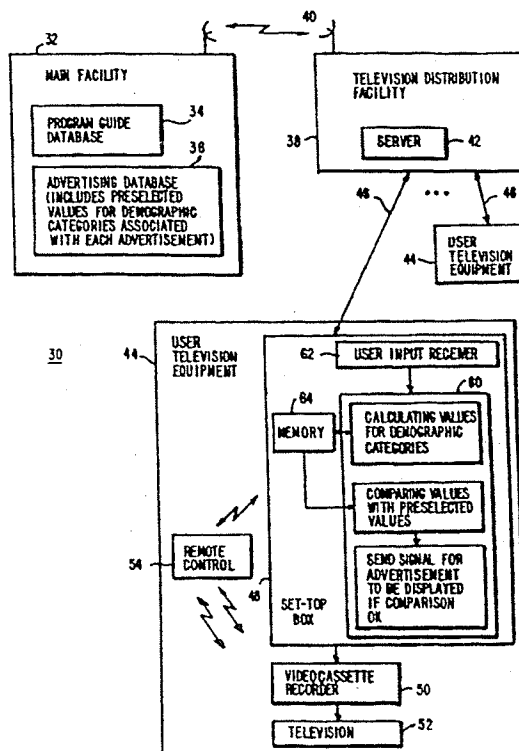 40
32
MAIN FACILITY
PROGRAM GUIDE
DATABASE
34
36
ADVERTISING DATABASE
(INCLUDES PRESELECTED
VALUES FOR DEMOGRAPHIC
CATEGORIES ASSOCIATED
WITH EACH ADVERTISEMENT)
TELEVISION DISTRIBUTION
FACILITY
38
SERVER
42
46
• • •
46
USER
TELEVISION
EQUIPMENT
44
30
44
USER
TELEVISION
EQUIPMENT
62
USER INPUT RECEIVER
60
64
MEMORY
CALCULATING VALUES
FOR DEMOGRAPHIC
CATEGORIES
COMPARING VALUES
WITH PRESELECTED
VALUES
SEND SIGNAL FOR
ADVERTISEMENT
TO BE DISPLAYED
IF COMPARISON
OK
REMOTE
CONTROL
54
48
SET-TOP
BOX
VIDEOCASSETTE
RECORDER
50
TELEVISION
52